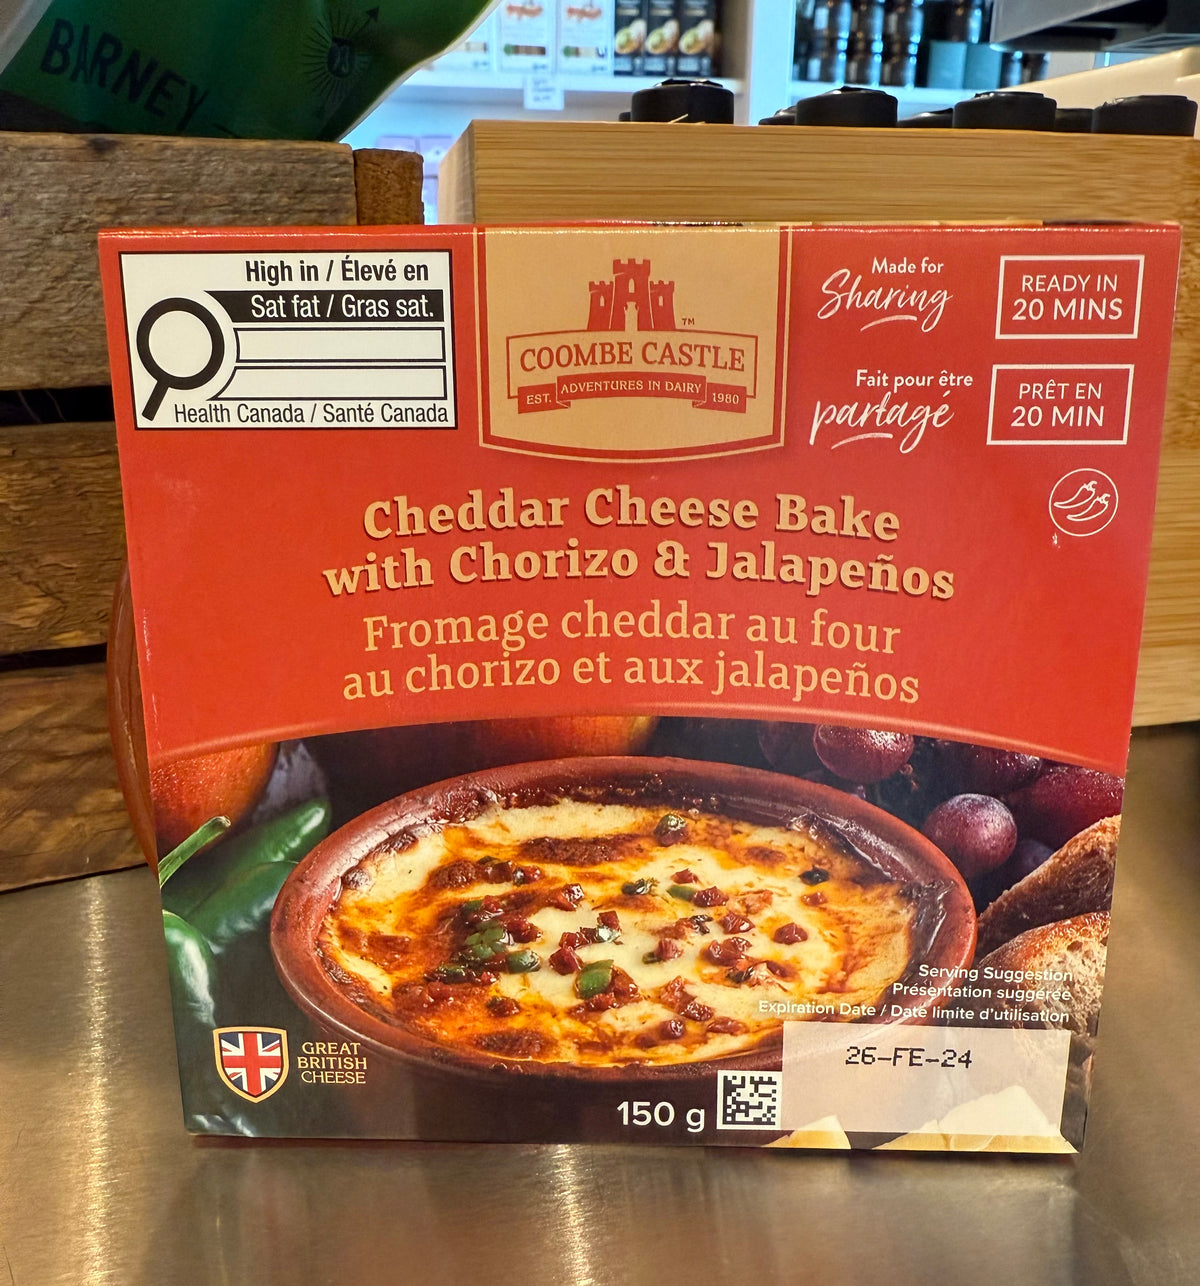 BARNEY
High in / Élevé en
Sat fat / Gras sat.
Health Canada / Santé Canada
COOMBE CASTLE
TM
ADVENTURES IN DAIRY
EST. 1980
Made for
Sharing
READY IN
20 MINS
Fait pour être
partagé
PRÊT EN
20 MIN
Cheddar Cheese Bake
with Chorizo & Jalapeños
Fromage cheddar au four
au chorizo et aux jalapeños
Serving Suggestion
Présentation suggérée
Expiration Date / Date limite d'utilisation
26-FE-24
GREAT
BRITISH
CHEESE
150 g